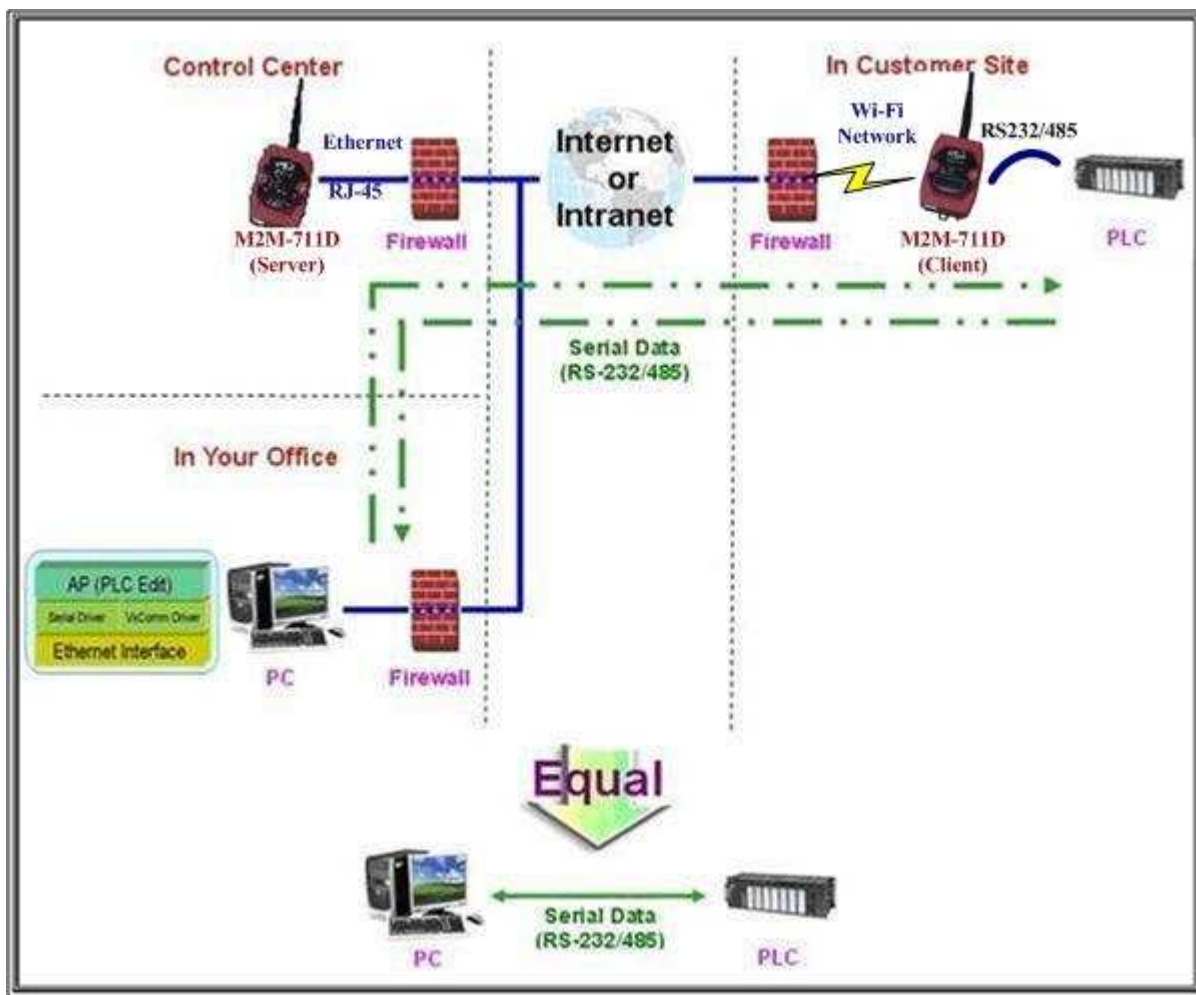 Control Center
In Customer Site
Ethernet
RJ-45
Internet
or
Intranet
Wi-Fi
Network
RS232/485
M2M-711D
(Server)
Firewall
Firewall
M2M-711D
(Client)
PLC
Serial Data
(RS-232/485)
In Your Office
AP (PLC Edit)
Serial Driver
VxComm Driver
Ethernet Interface
PC
Firewall
Equal
Serial Data
(RS-232/485)
PC
PLC